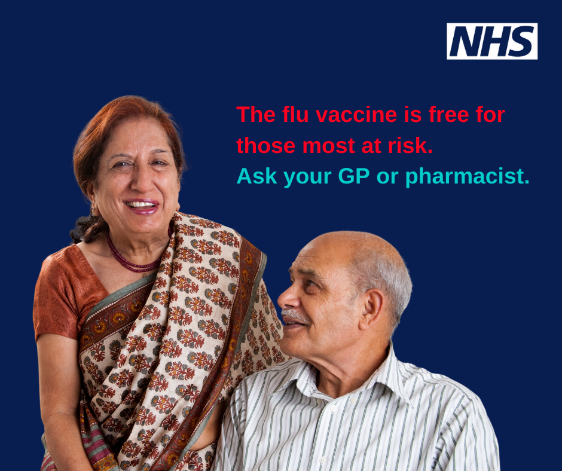 NHS
The flu vaccine is free for
those most at risk.
Ask your GP or pharmacist.